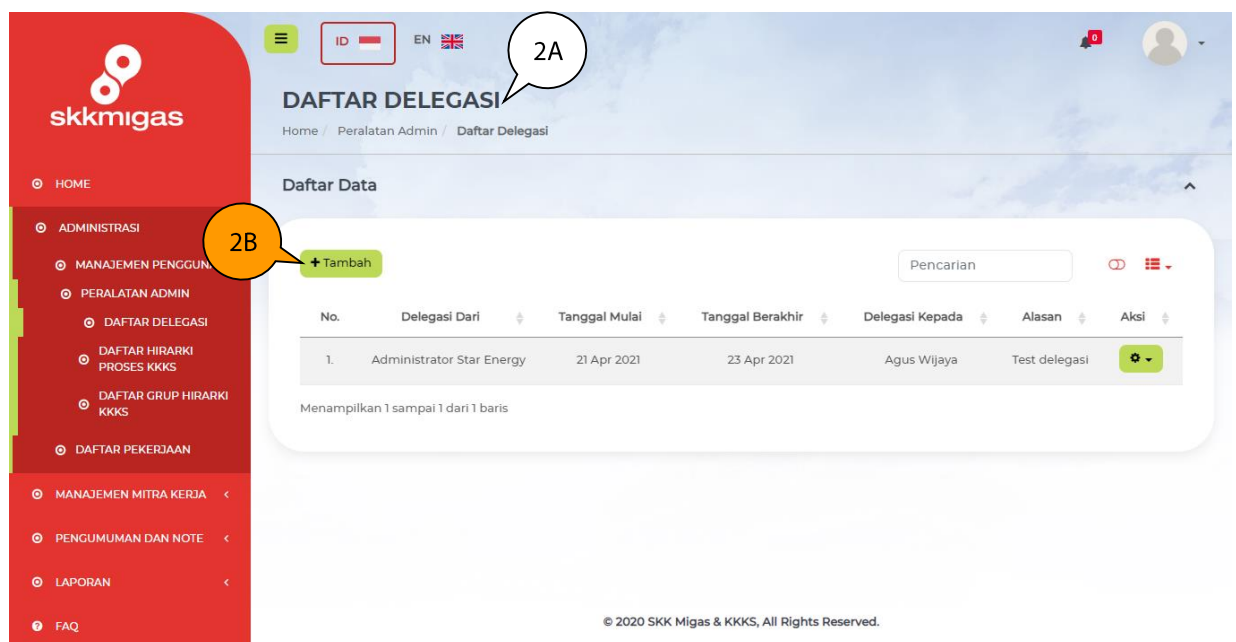 skkmigas
ID
EN
2A
0
DAFTAR DELEGASI
Home / Peralatan Admin / Daftar Delegasi
HOME
ADMINISTRASI
MANAJEMEN PENGGUN
PERALATAN ADMIN
DAFTAR DELEGASI
DAFTAR HIRARKI
PROSES KKKS
DAFTAR GRUP HIRARKI
KKKS
DAFTAR PEKERJAAN
MANAJEMEN MITRA KERJA
PENGUMUMAN DAN NOTE
LAPORAN
FAQ
Daftar Data
2B
+ Tambah
Pencarian
No. Delegasi Dari Tanggal Mulai Tanggal Berakhir Delegasi Kepada Alasan Aksi
1. Administrator Star Energy 21 Apr 2021 23 Apr 2021 Agus Wijaya Test delegasi
Menampilkan 1 sampai 1 dari 1 baris
© 2020 SKK Migas & KKKS, All Rights Reserved.